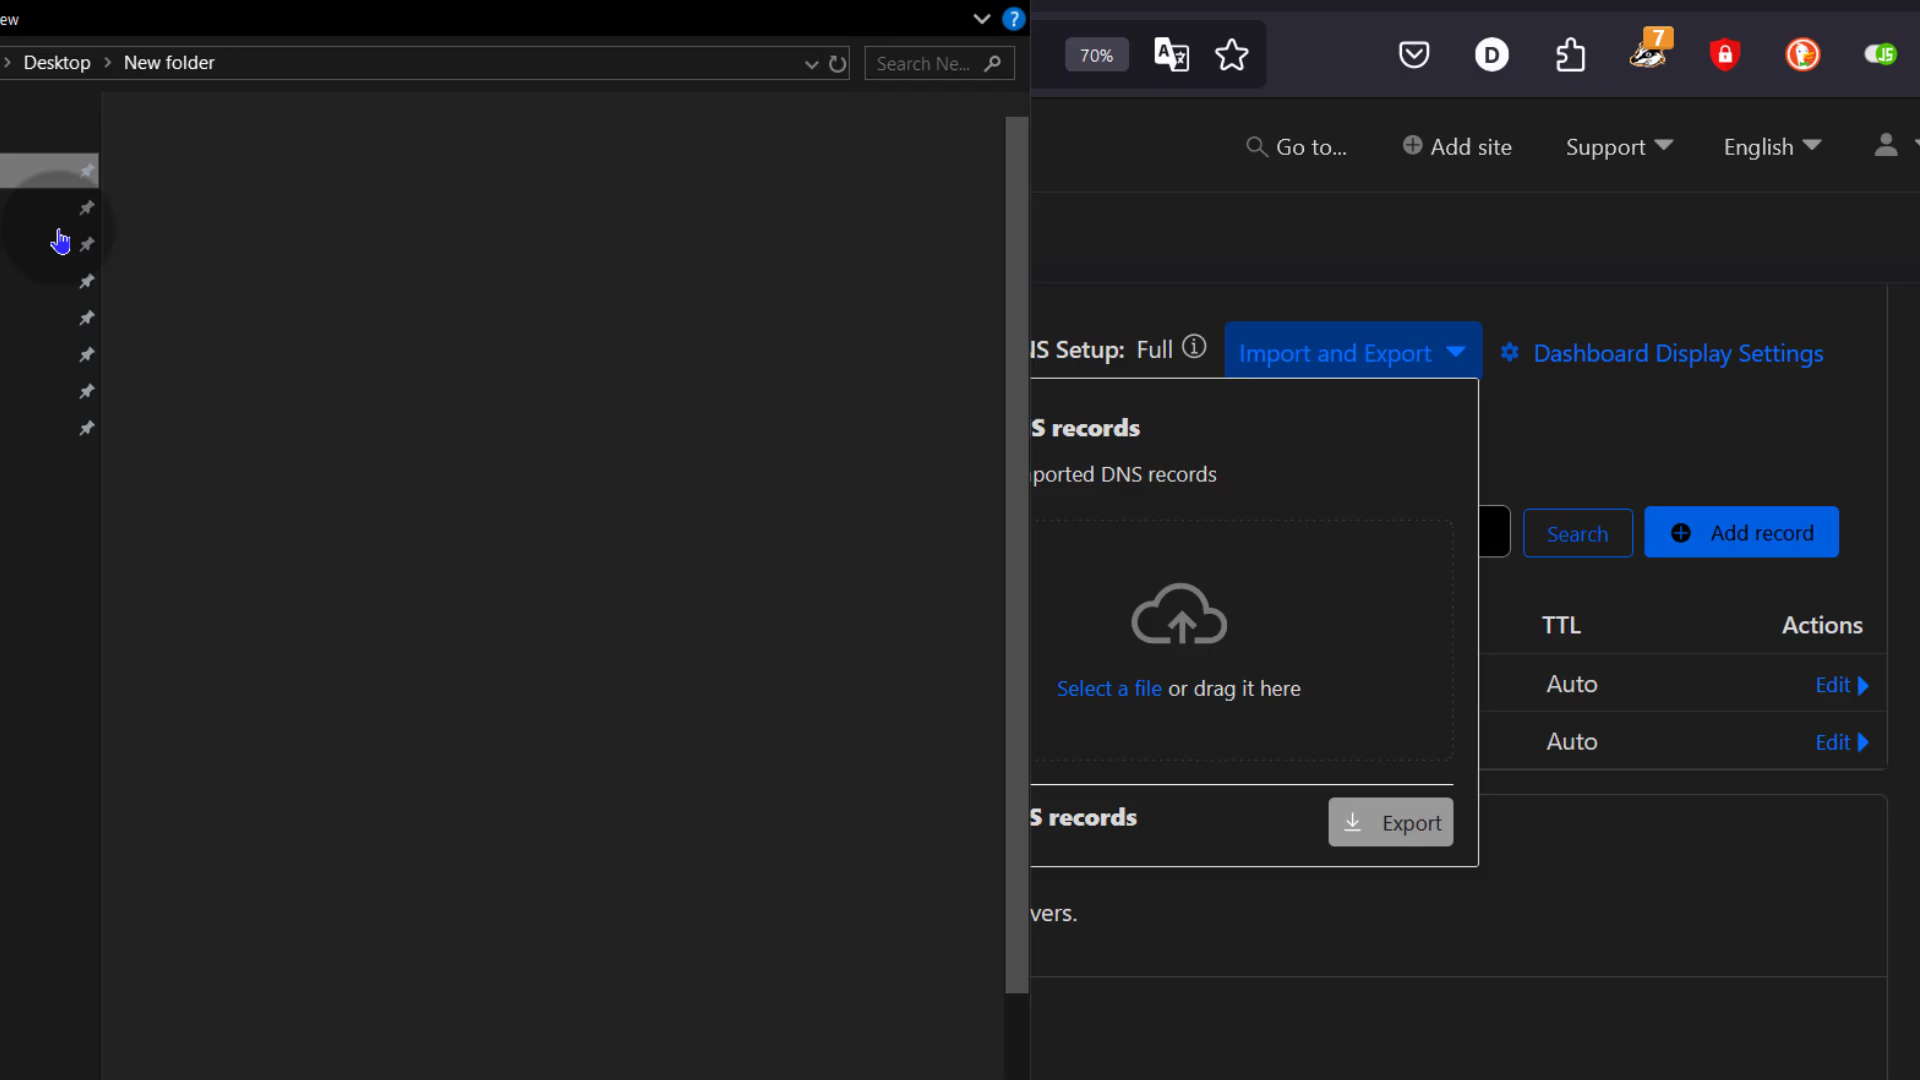 ew
?
Desktop > New folder
Search Ne...
70%
D
7
JS
Go to...
Add site
Support
English
IS Setup: Full
Import and Export
Dashboard Display Settings
S records
ported DNS records
Search
Add record
TTL
Actions
Select a file or drag it here
Auto
Edit
Auto
Edit
S records
Export
vers.